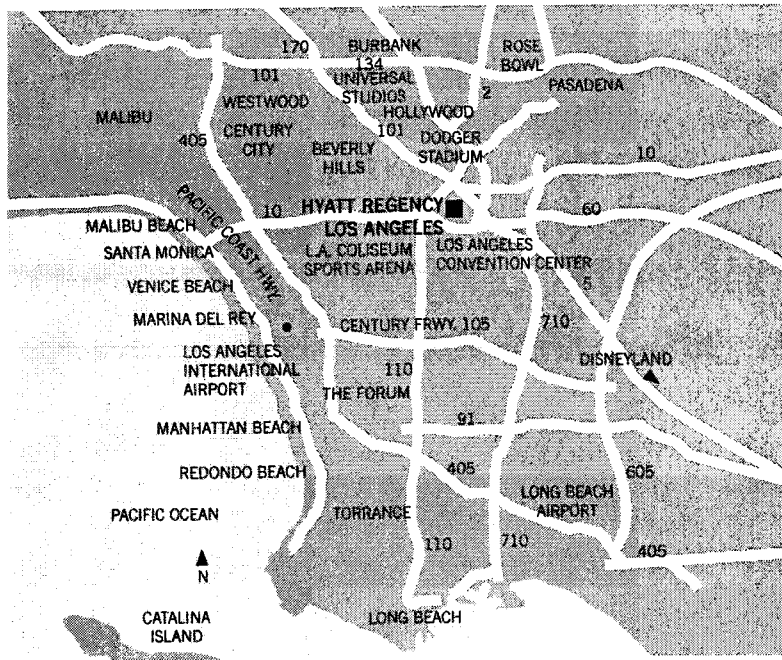 170
BURBANK
ROSE
BOWL
134
101
UNIVERSAL
STUDIOS
2
PASADENA
WESTWOOD
MALIBU
HOLLYWOOD
101
405
CENTURY
CITY
DODGER
STADIUM
BEVERLY
HILLS
10
PACIFIC COAST HWY.
HYATT REGENCY
LOS ANGELES
10
60
MALIBU BEACH
SANTA MONICA
L.A. COLISEUM
SPORTS ARENA
LOS ANGELES
CONVENTION CENTER
5
VENICE BEACH
MARINA DEL REY
CENTURY FRWY. 105
710
LOS ANGELES
INTERNATIONAL
AIRPORT
DISNEYLAND
110
THE FORUM
MANHATTAN BEACH
91
REDONDO BEACH
405
605
LONG BEACH
AIRPORT
PACIFIC OCEAN
TORRANCE
110
710
405
N
CATALINA
ISLAND
LONG BEACH